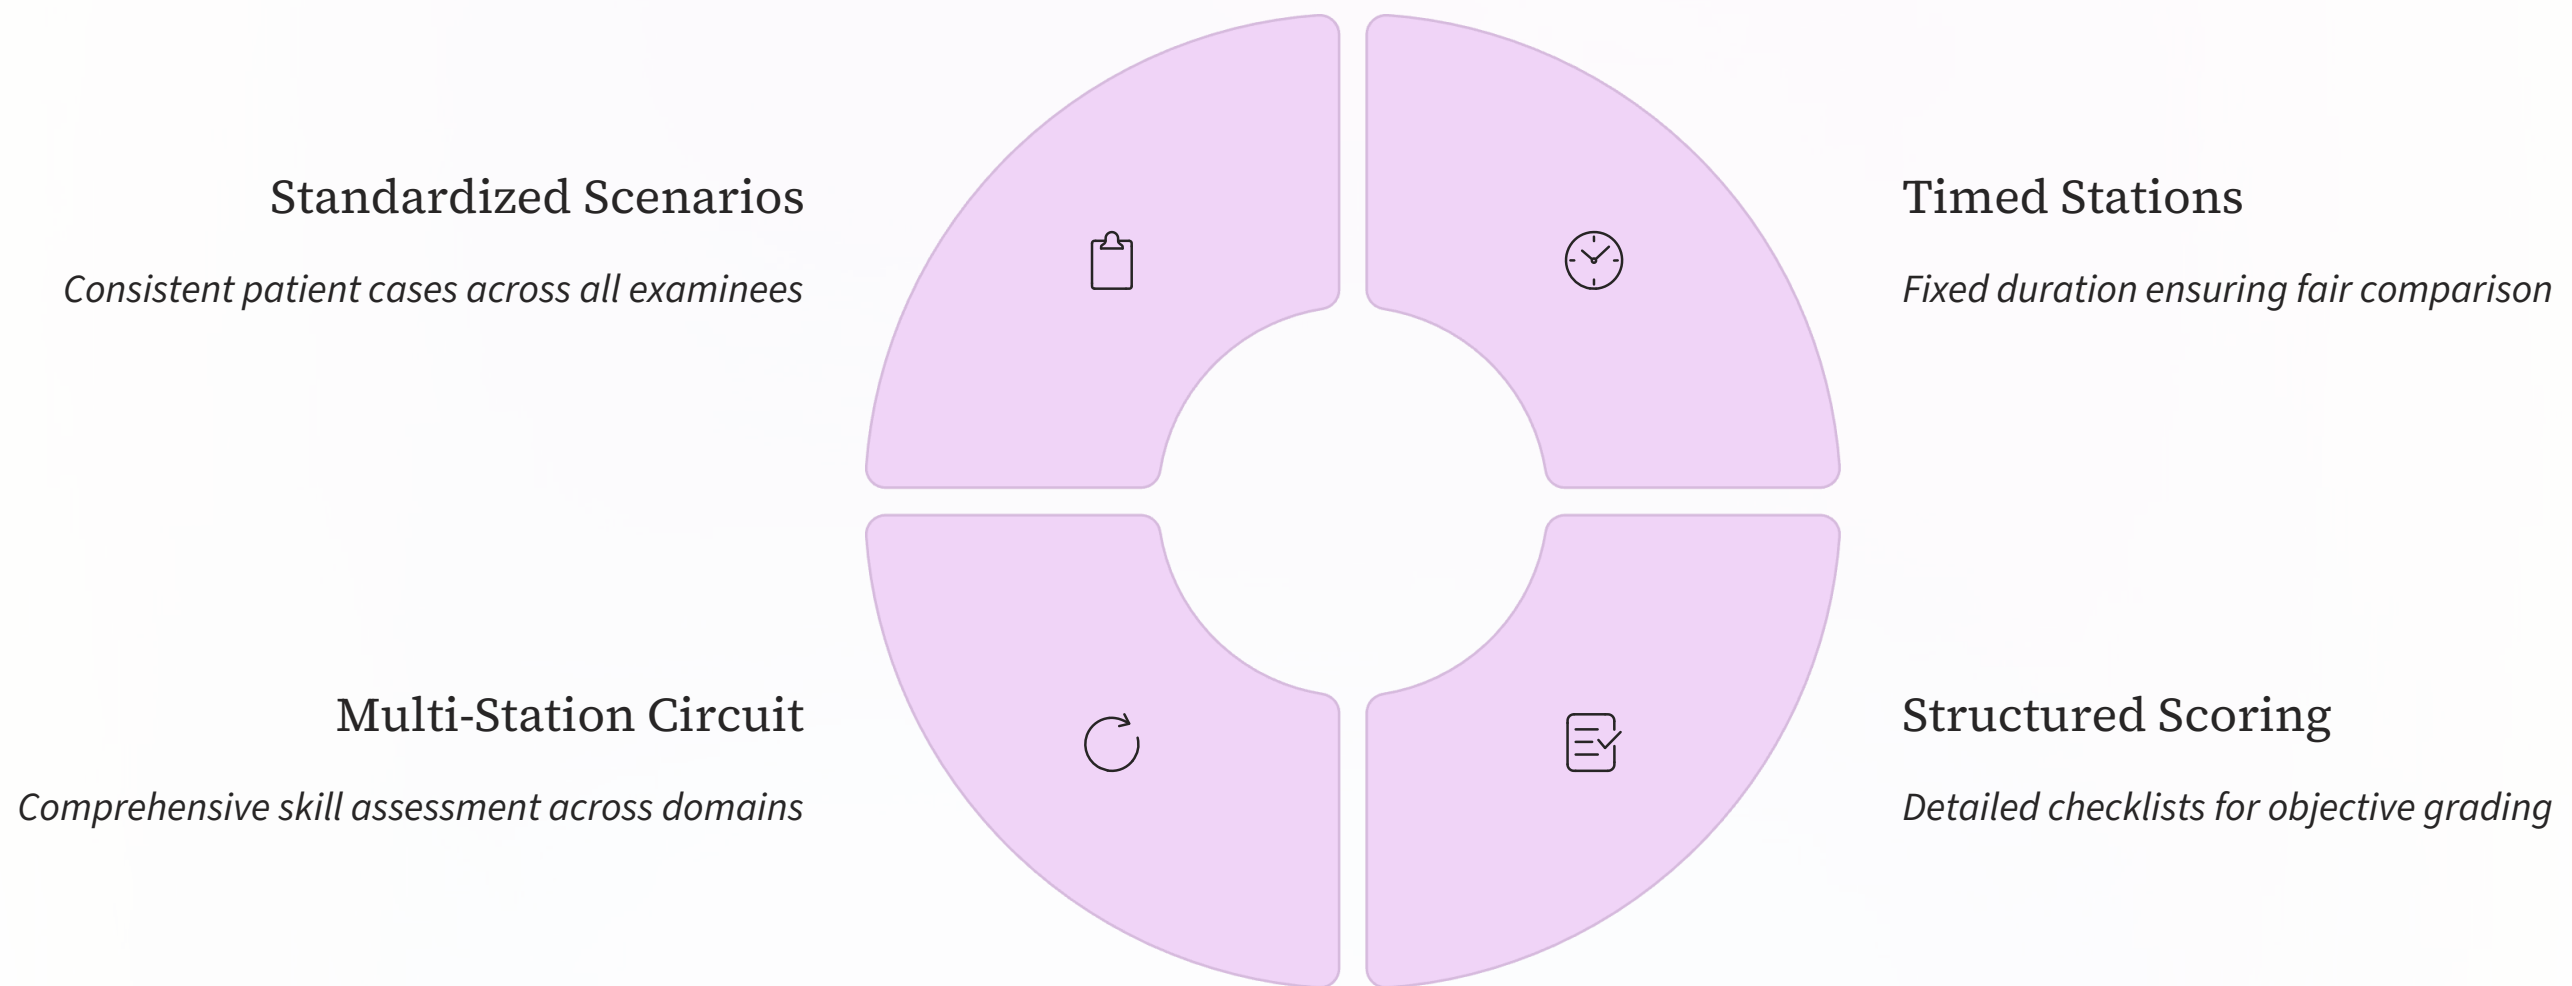 Standardized Scenarios
Consistent patient cases across all examinees
Timed Stations
Fixed duration ensuring fair comparison
Multi-Station Circuit
Comprehensive skill assessment across domains
Structured Scoring
Detailed checklists for objective grading